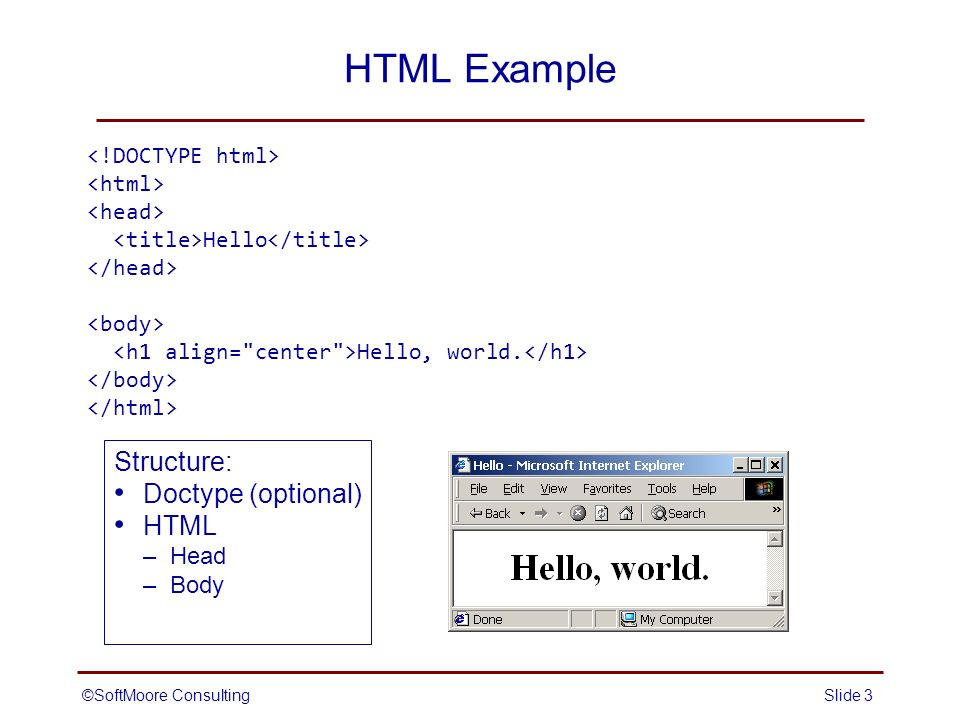 HTML Example
<!DOCTYPE html>
<html>
<head>
  <title>Hello</title>
</head>
<body>
  <h1 align="center">Hello, world.</h1>
</body>
</html>
Structure:
• Doctype (optional)
• HTML
– Head
– Body
Hello - Microsoft Internet Explorer
File Edit View Favorites Tools Help
Back Search »
Hello, world.
Done My Computer
©SoftMoore Consulting Slide 3